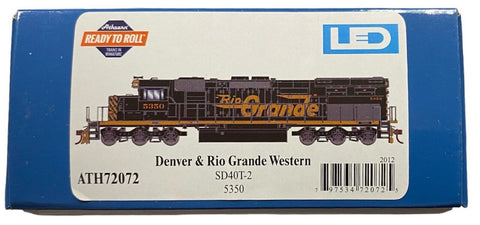 Athearn
READY TO ROLL
TRAINS IN
MINIATURE
LED
5350
Rio
Grande
5350
Denver & Rio Grande Western
2012
ATH72072
SD40T-2
5350
7 97534 72072 5